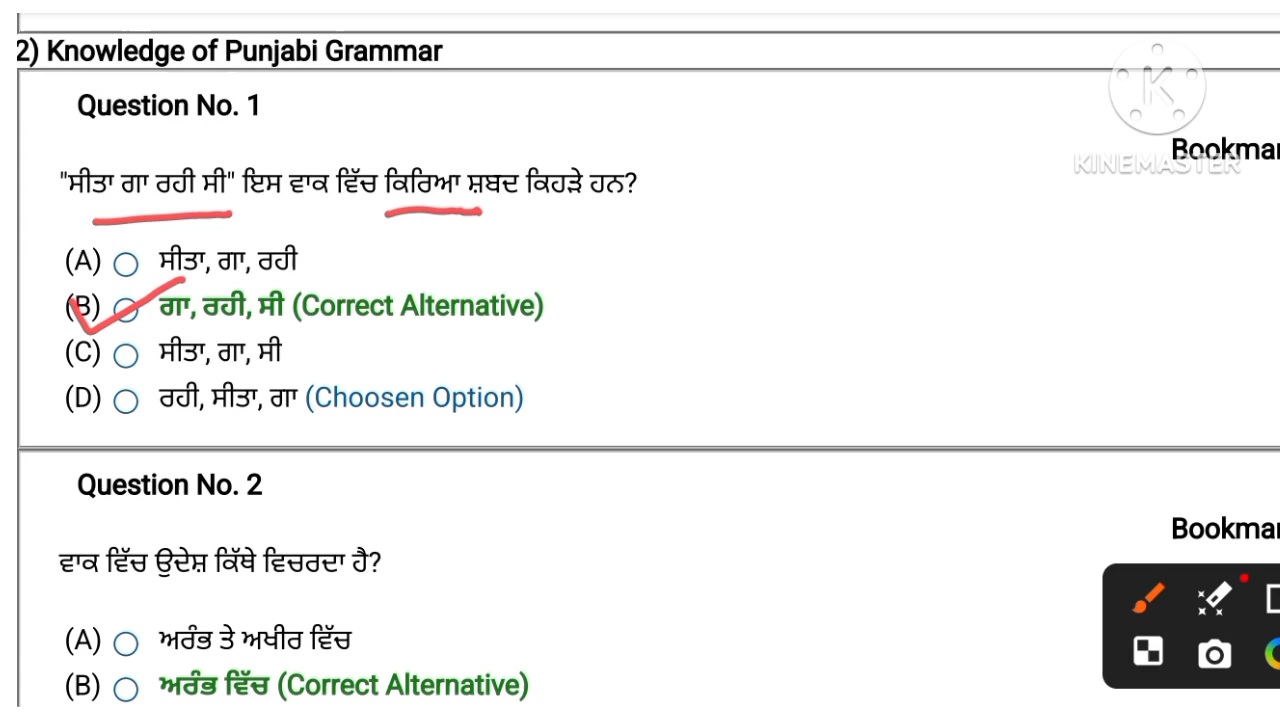 2) Knowledge of Punjabi Grammar
Question No. 1
Bookmar
KINEMASTER
"ਸੀਤਾ ਗਾ ਰਹੀ ਸੀ" ਇਸ ਵਾਕ ਵਿੱਚ ਕਿਰਿਆ ਸ਼ਬਦ ਕਿਹੜੇ ਹਨ?
(A) ਸੀਤਾ, ਗਾ, ਰਹੀ
(B) ਗਾ, ਰਹੀ, ਸੀ (Correct Alternative)
(C) ਸੀਤਾ, ਗਾ, ਸੀ
(D) ਰਹੀ, ਸੀਤਾ, ਗਾ (Choosen Option)
Question No. 2
Bookmar
ਵਾਕ ਵਿੱਚ ਉਦੇਸ਼ ਕਿੱਥੇ ਵਿਚਰਦਾ ਹੈ?
(A) ਅਰੰਭ ਤੇ ਅਖੀਰ ਵਿੱਚ
(B) ਅਰੰਭ ਵਿੱਚ (Correct Alternative)